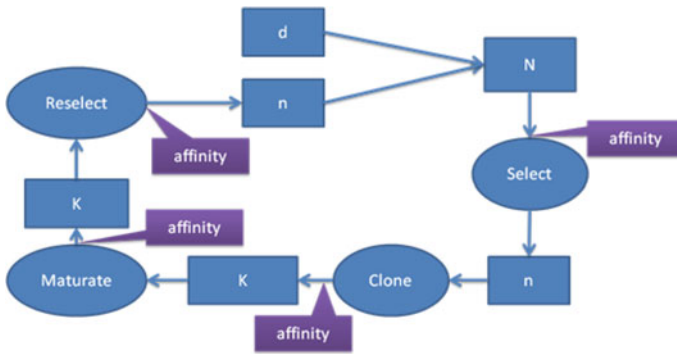 d
N
Reselect
n
affinity
affinity
Select
K
affinity
Maturate
K
Clone
n
affinity